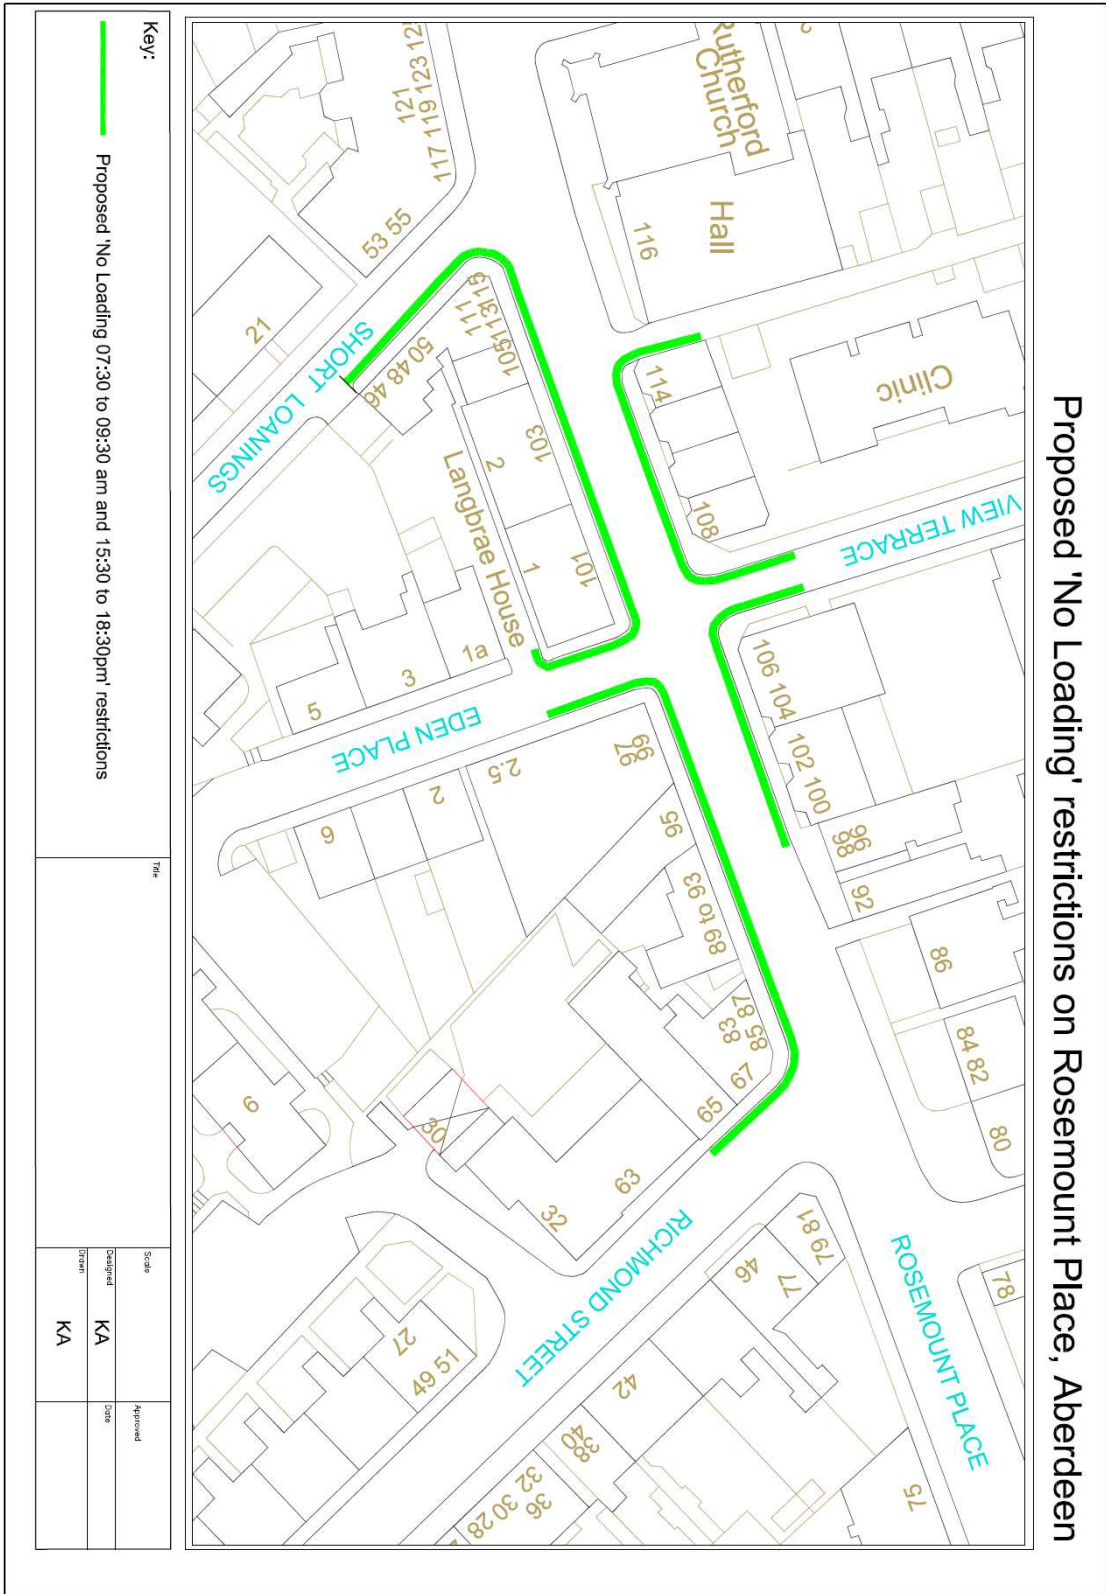 Proposed 'No Loading' restrictions on Rosemount Place, Aberdeen
Rutherford
Church
Hall
116
Clinic
114
108
VIEW TERRACE
106 104
102 100
98
96
92
86
84 82
80
78
ROSEMOUNT PLACE
75
117 119 123 125
121
53 55
21
SHORT LOANINGS
50 48 46
111
105 113 115
103
101
2
1
Langbrae House
1a
3
5
EDEN PLACE
2.5
2
6
99
97
95
89 to 93
85 87
83
67
59
63
32
30
9
RICHMOND STREET
79 81
77
46
42
40
38
36
32
30 28
27
49 51
Key:
Proposed 'No Loading 07:30 to 09:30 am and 15:30 to 18:30pm' restrictions
Title
Scale
Approved
Designed
KA
Date
Drawn
KA